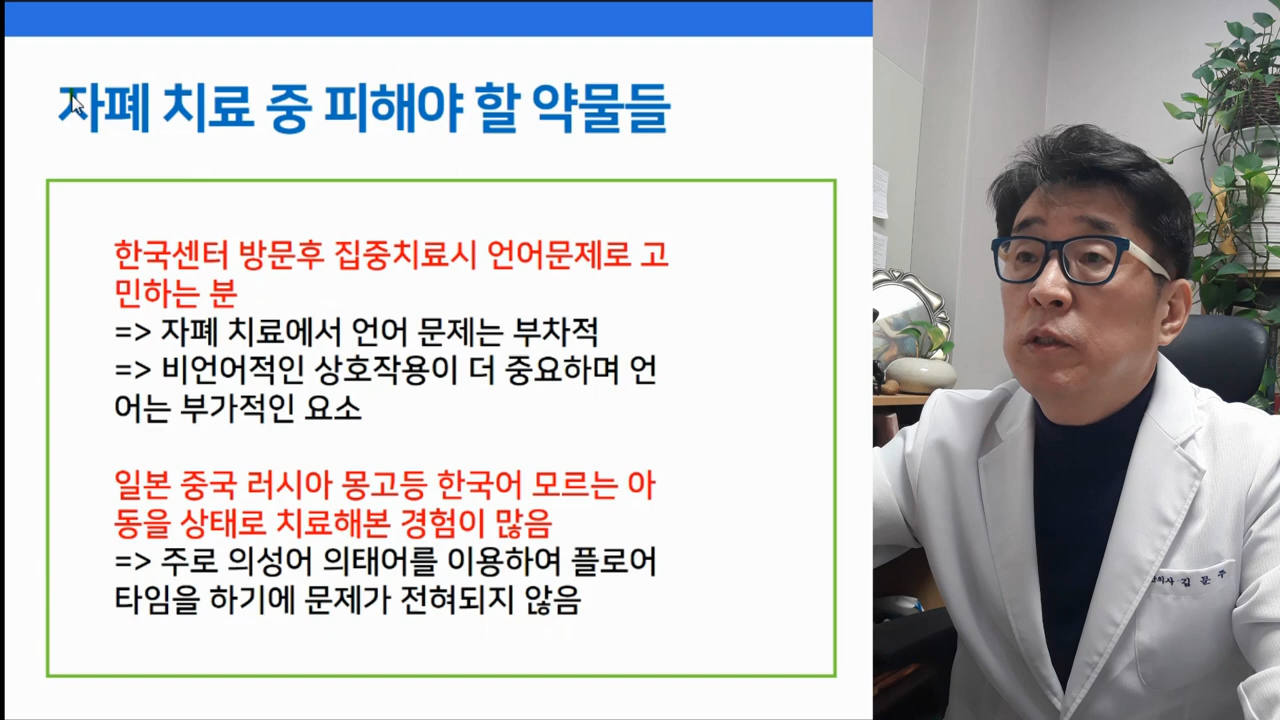 자폐 치료 중 피해야 할 약물들
한국센터 방문후 집중치료시 언어문제로 고
민하는 분
=> 자폐 치료에서 언어 문제는 부차적
=> 비언어적인 상호작용이 더 중요하며 언
어는 부가적인 요소
일본 중국 러시아 몽고등 한국어 모르는 아
동을 상태로 치료해본 경험이 많음
=> 주로 의성어 의태어를 이용하여 플로어
타임을 하기에 문제가 전혀되지 않음
김문주